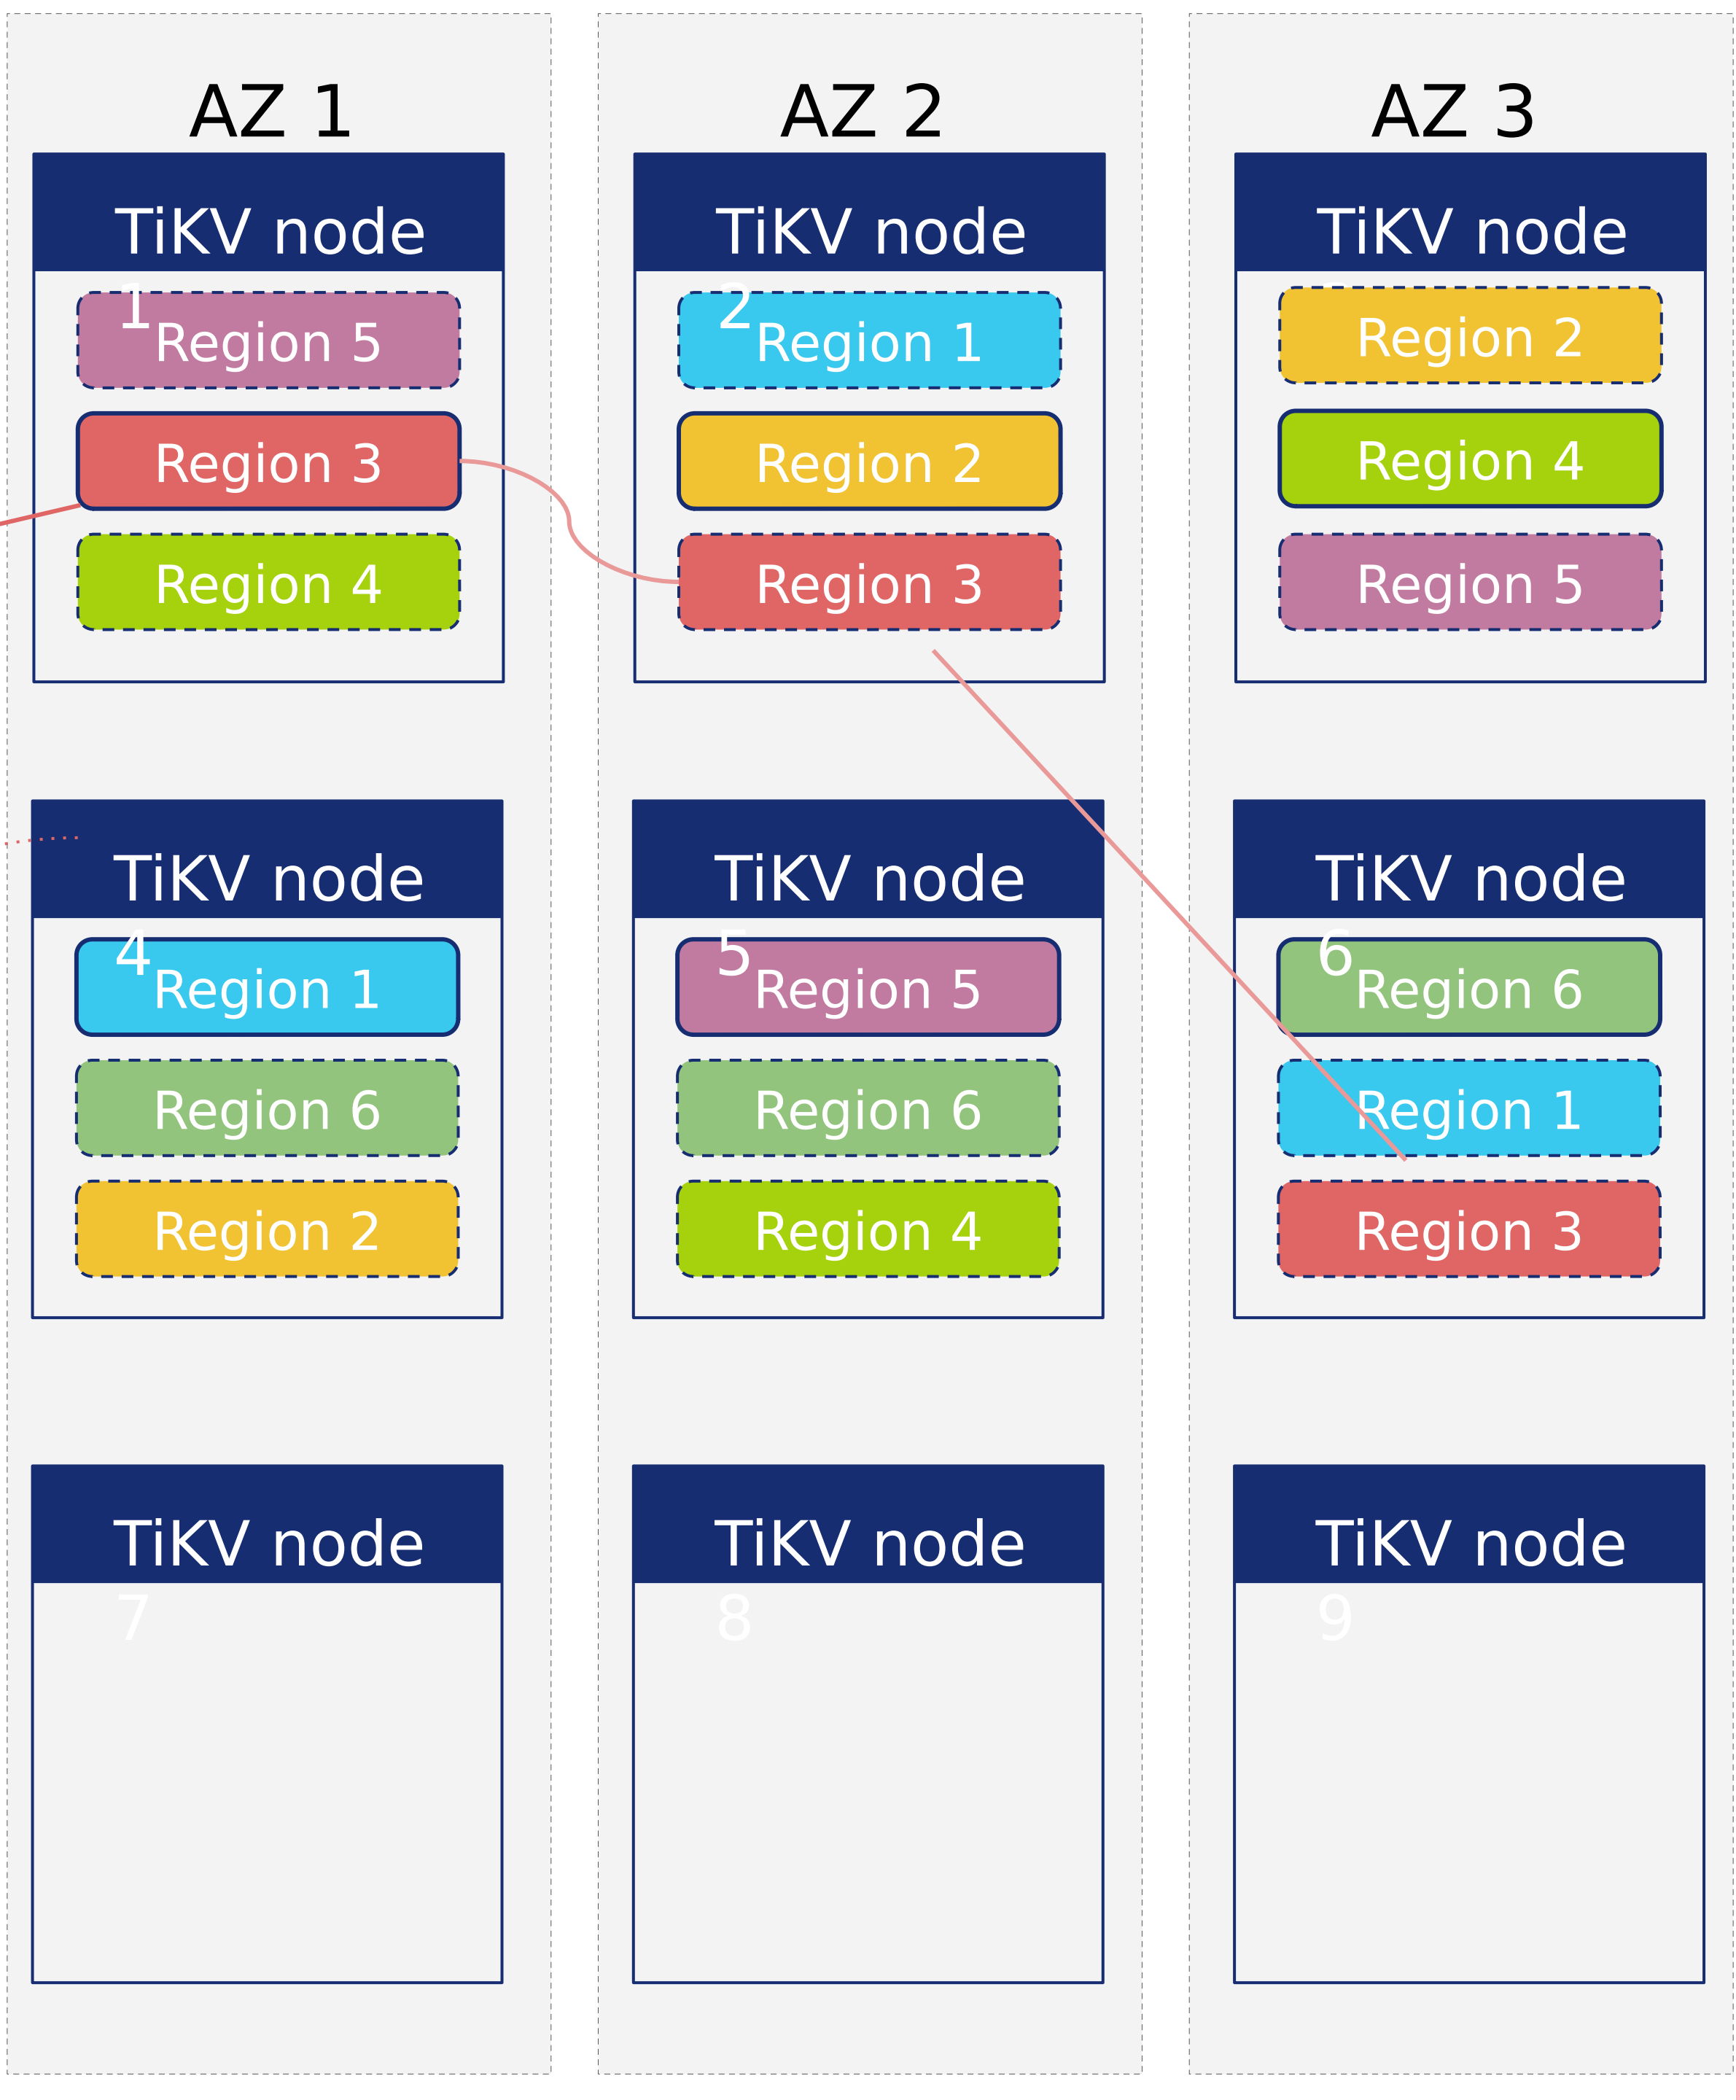 AZ 1
TiKV node
1
Region 5
Region 3
Region 4
TiKV node
4
Region 1
Region 6
Region 2
TiKV node
7
AZ 2
TiKV node
2
Region 1
Region 2
Region 3
TiKV node
5
Region 5
Region 6
Region 4
TiKV node
8
AZ 3
TiKV node
Region 2
Region 4
Region 5
TiKV node
6
Region 6
Region 1
Region 3
TiKV node
9